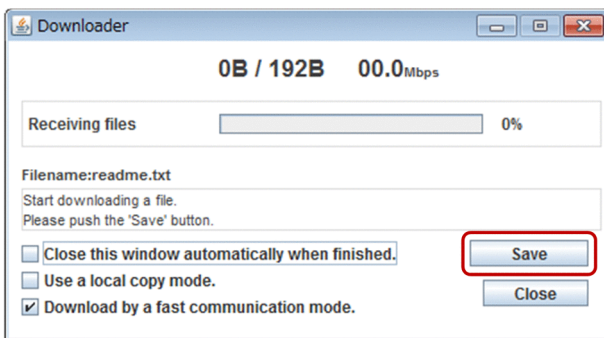 Downloader
0B / 192B 00.0Mbps
Receiving files 0%
Filename:readme.txt
Start downloading a file.
Please push the 'Save' button.
Close this window automatically when finished.
Save
Use a local copy mode.
Close
Download by a fast communication mode.